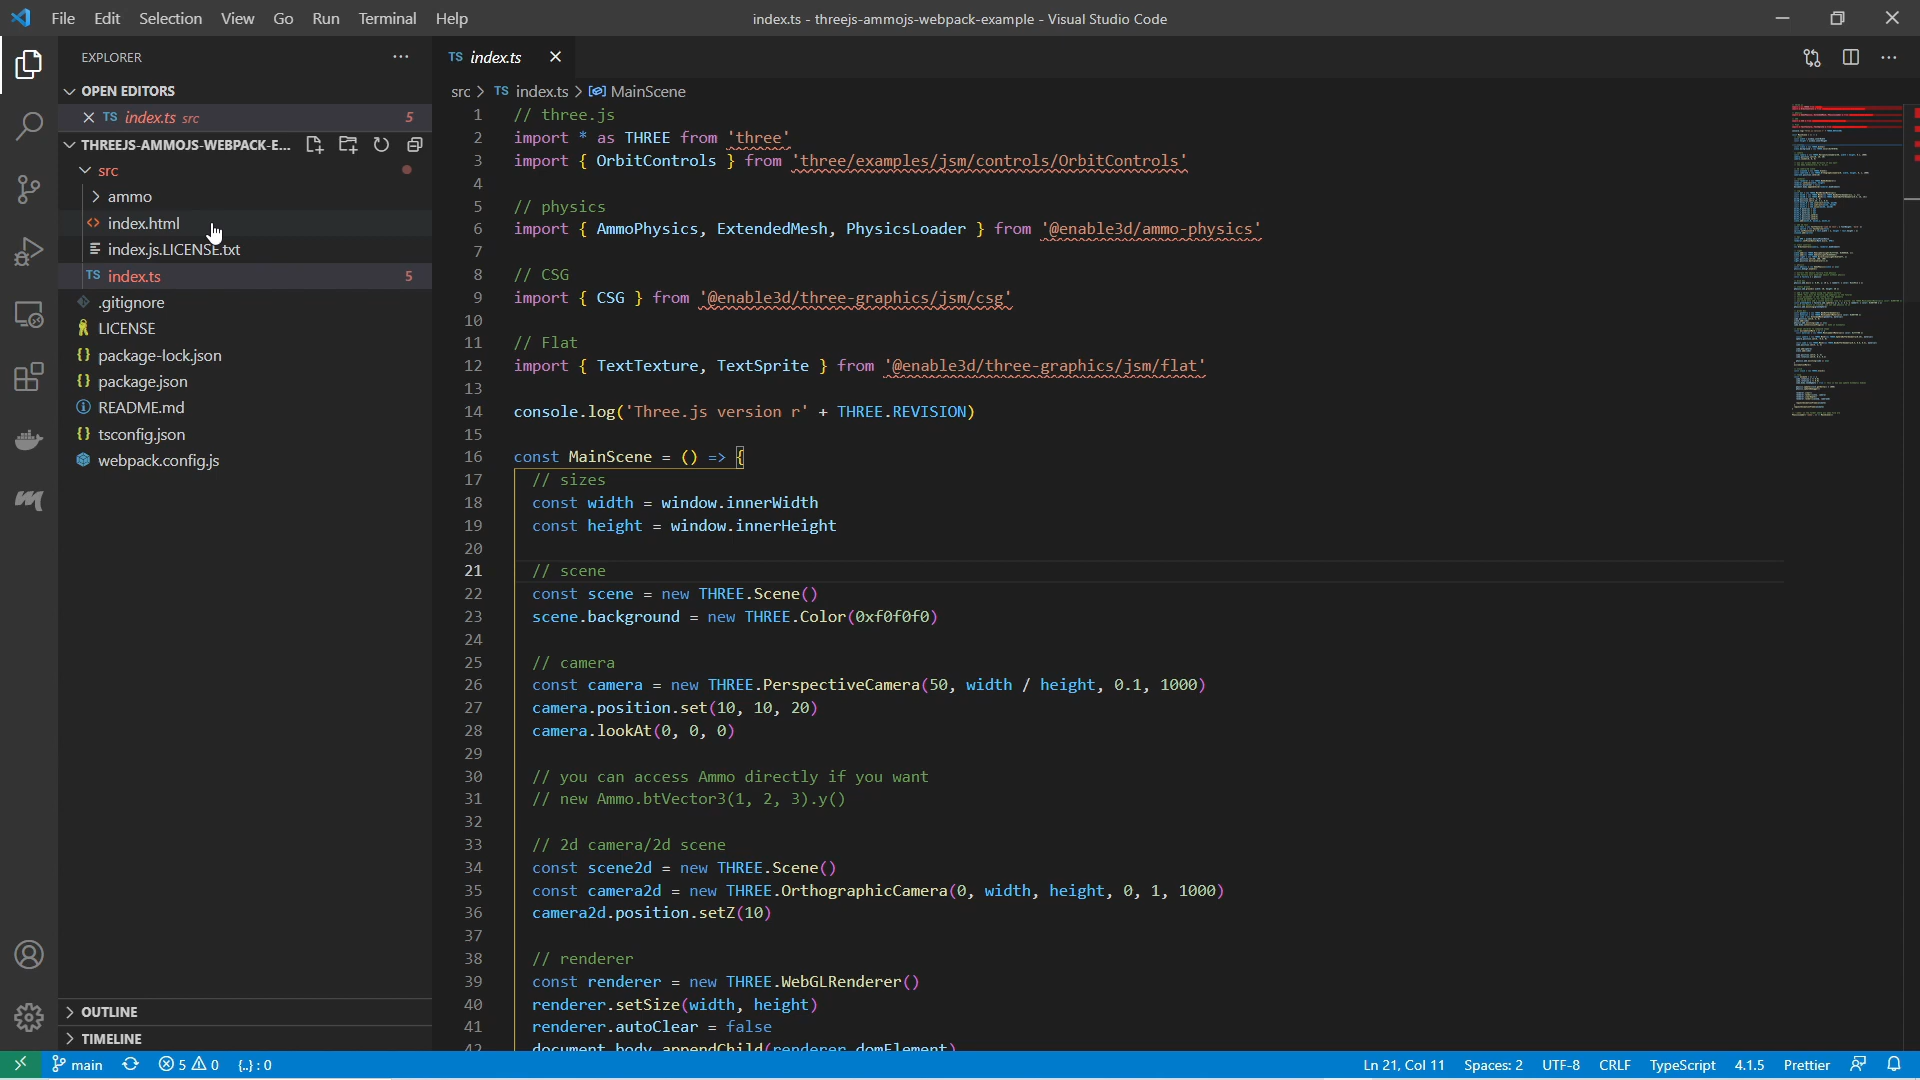 File Edit Selection View Go Run Terminal Help
index.ts - threejs-ammojs-webpack-example - Visual Studio Code
EXPLORER
OPEN EDITORS
TS index.ts src 5
THREEJS-AMMOJS-WEBPACK-E...
src
ammo
<> index.html
index.js.LICENSE.txt
TS index.ts 5
.gitignore
LICENSE
{} package-lock.json
{} package.json
README.md
{} tsconfig.json
webpack.config.js
OUTLINE
TIMELINE
TS index.ts
src > TS index.ts > MainScene
1 // three.js
2 import * as THREE from 'three'
3 import { OrbitControls } from 'three/examples/jsm/controls/OrbitControls'
4
5 // physics
6 import { AmmoPhysics, ExtendedMesh, PhysicsLoader } from '@enable3d/ammo-physics'
7
8 // CSG
9 import { CSG } from '@enable3d/three-graphics/jsm/csg'
10
11 // Flat
12 import { TextTexture, TextSprite } from '@enable3d/three-graphics/jsm/flat'
13
14 console.log('Three.js version r' + THREE.REVISION)
15
16 const MainScene = () => {
17 // sizes
18 const width = window.innerWidth
19 const height = window.innerHeight
20
21 // scene
22 const scene = new THREE.Scene()
23 scene.background = new THREE.Color(0xf0f0f0)
24
25 // camera
26 const camera = new THREE.PerspectiveCamera(50, width / height, 0.1, 1000)
27 camera.position.set(10, 10, 20)
28 camera.lookAt(0, 0, 0)
29
30 // you can access Ammo directly if you want
31 // new Ammo.btVector3(1, 2, 3).y()
32
33 // 2d camera/2d scene
34 const scene2d = new THREE.Scene()
35 const camera2d = new THREE.OrthographicCamera(0, width, height, 0, 1, 1000)
36 camera2d.position.setZ(10)
37
38 // renderer
39 const renderer = new THREE.WebGLRenderer()
40 renderer.setSize(width, height)
41 renderer.autoClear = false
42 document.body.appendChild(renderer.domElement)
main 5 0 {..} : 0
Ln 21, Col 11 Spaces: 2 UTF-8 CRLF TypeScript 4.1.5 Prettier